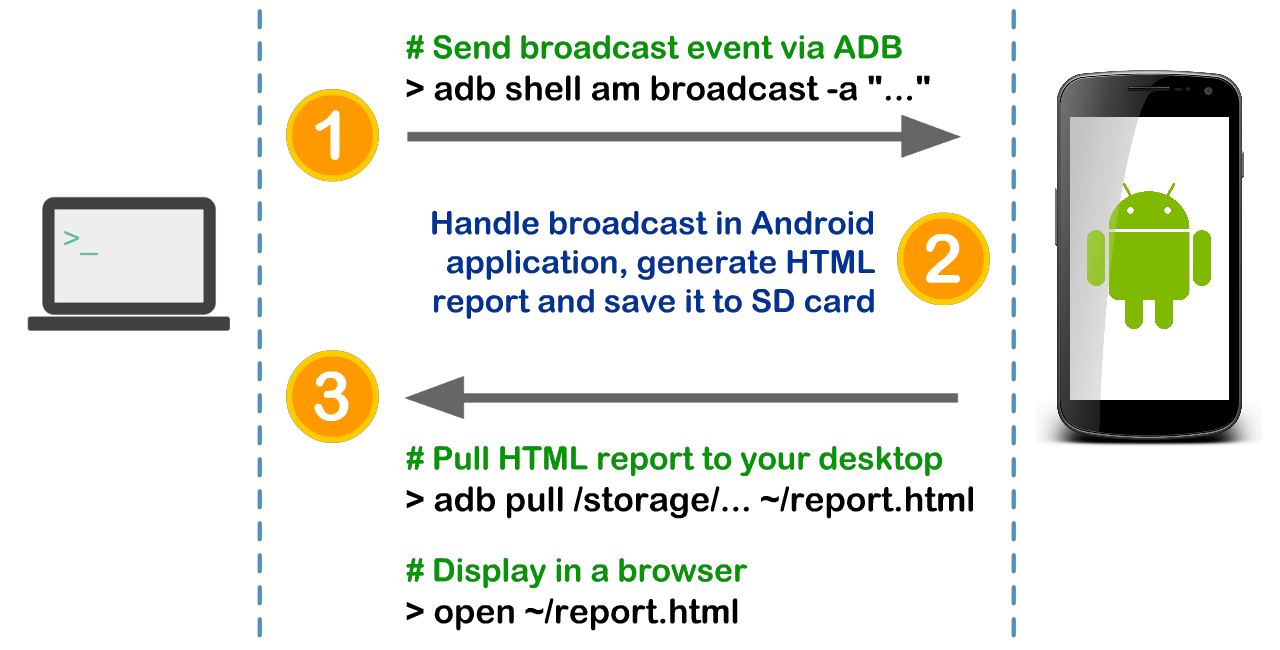 # Send broadcast event via ADB
> adb shell am broadcast -a "..."
1
>_
Handle broadcast in Android
application, generate HTML
report and save it to SD card
2
3
# Pull HTML report to your desktop
> adb pull /storage/... ~/report.html
# Display in a browser
> open ~/report.html